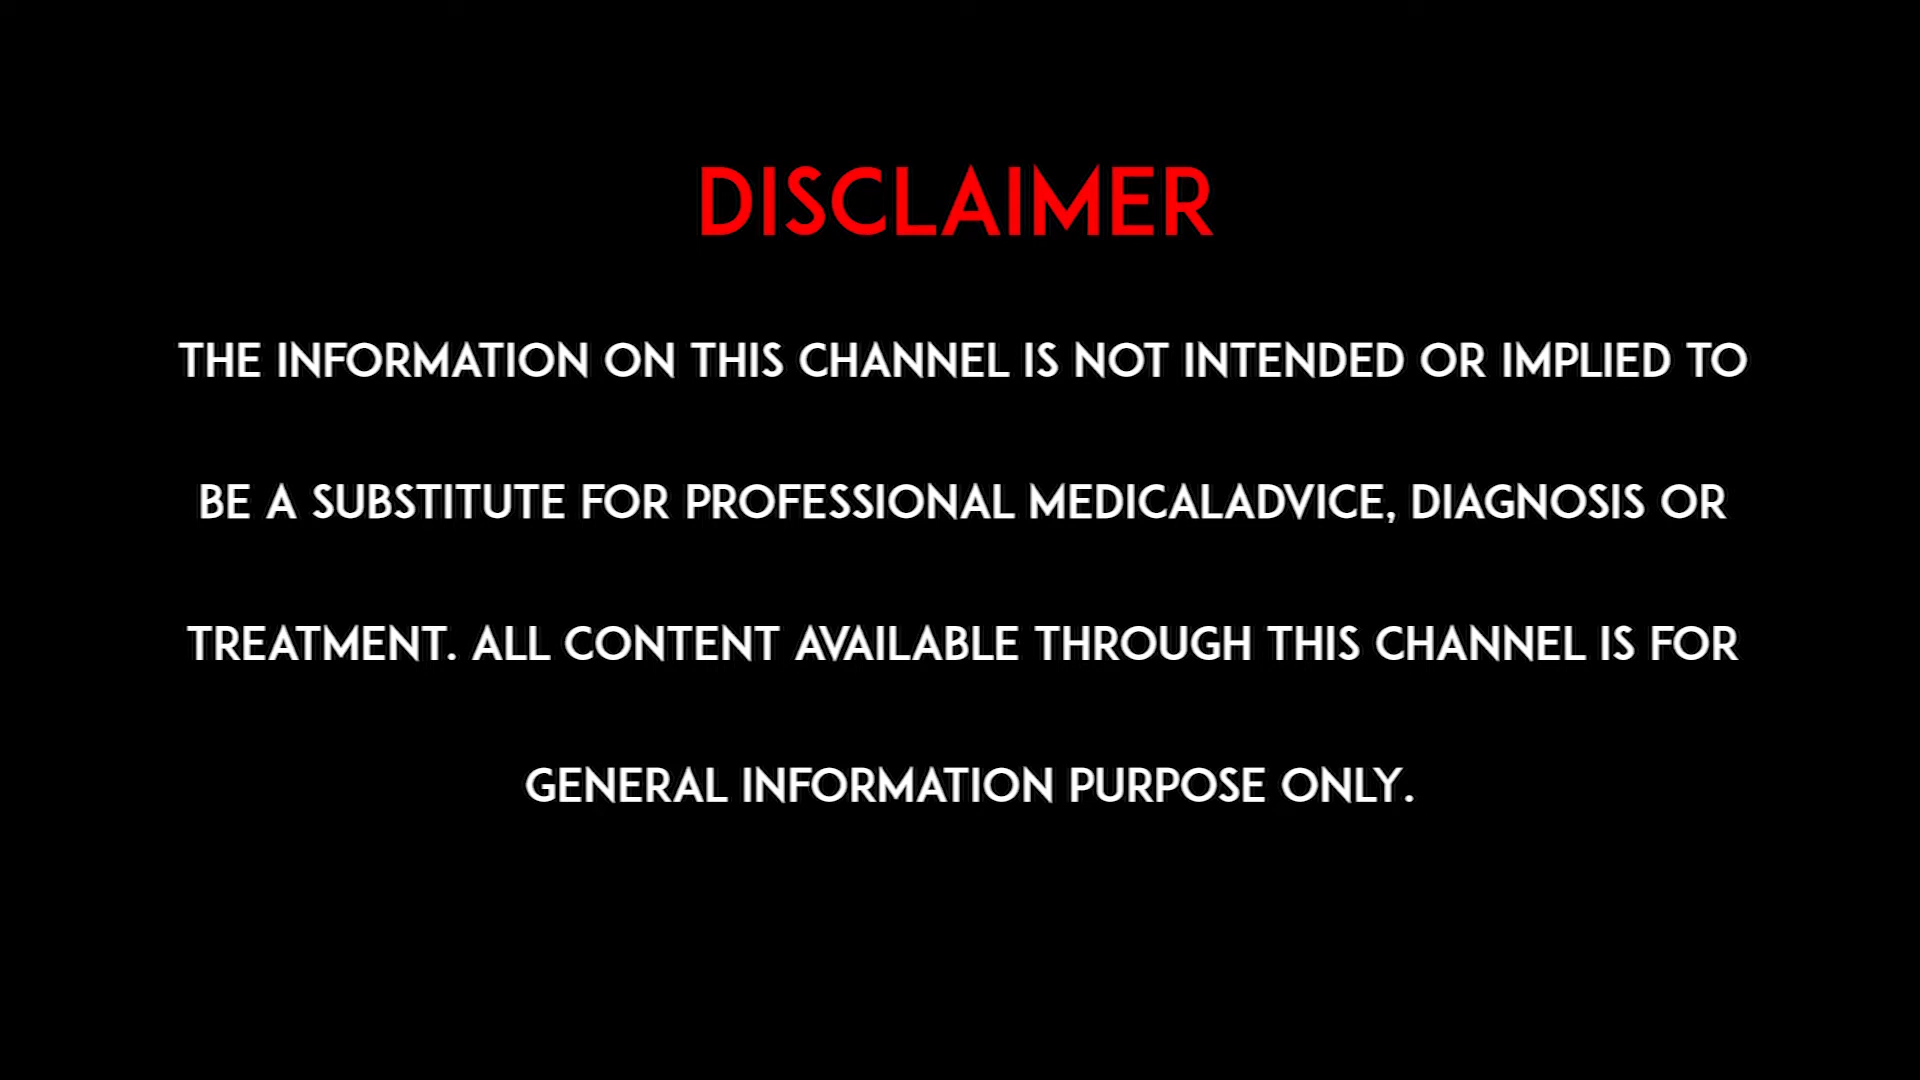 DISCLAIMER
THE INFORMATION ON THIS CHANNEL IS NOT INTENDED OR IMPLIED TO
BE A SUBSTITUTE FOR PROFESSIONAL MEDICALADVICE, DIAGNOSIS OR
TREATMENT. ALL CONTENT AVAILABLE THROUGH THIS CHANNEL IS FOR
GENERAL INFORMATION PURPOSE ONLY.